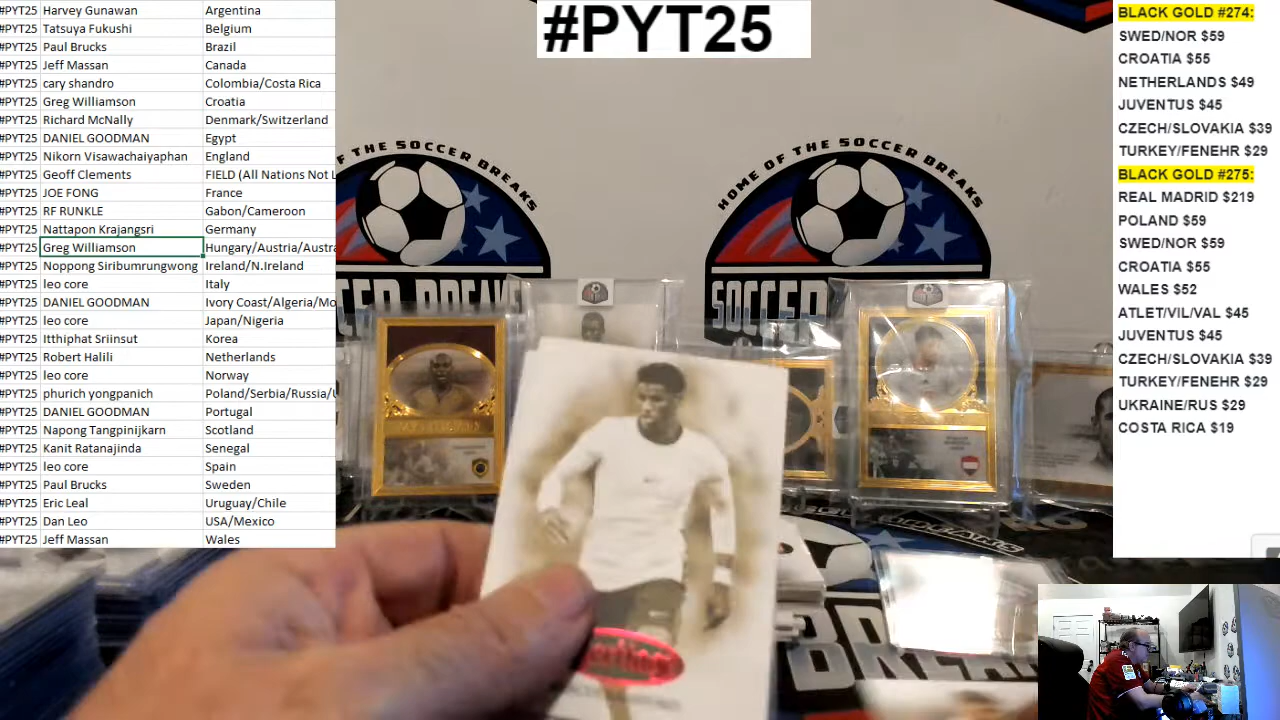 #PYT25 Harvey Gunawan Argentina
#PYT25 Tatsuya Fukushi Belgium
#PYT25 Paul Brucks Brazil
#PYT25 Jeff Massan Canada
#PYT25 cary shandro Colombia/Costa Rica
#PYT25 Greg Williamson Croatia
#PYT25 Richard McNally Denmark/Switzerland
#PYT25 DANIEL GOODMAN Egypt
#PYT25 Nikorn Visawachaiyaphan England
#PYT25 Geoff Clements FIELD (All Nations Not L
#PYT25 JOE FONG France
#PYT25 RF RUNKLE Gabon/Cameroon
#PYT25 Nattapon Krajangsri Germany
#PYT25 Greg Williamson Hungary/Austria/Austra
#PYT25 Noppong Siribumrungwong Ireland/N.Ireland
#PYT25 leo core Italy
#PYT25 DANIEL GOODMAN Ivory Coast/Algeria/Mo
#PYT25 leo core Japan/Nigeria
#PYT25 Itthiphat Sriinsut Korea
#PYT25 Robert Halili Netherlands
#PYT25 leo core Norway
#PYT25 phurich yongpanich Poland/Serbia/Russia/U
#PYT25 DANIEL GOODMAN Portugal
#PYT25 Napong Tangpinijkarn Scotland
#PYT25 Kanit Ratanajinda Senegal
#PYT25 leo core Spain
#PYT25 Paul Brucks Sweden
#PYT25 Eric Leal Uruguay/Chile
#PYT25 Dan Leo USA/Mexico
#PYT25 Jeff Massan Wales
#PYT25
OF THE SOCCER BREAKS
SOCCER BREAKS
HOME OF THE SOCCER BREAKS
SOCCER
BLACK GOLD #274:
SWED/NOR $59
CROATIA $55
NETHERLANDS $49
JUVENTUS $45
CZECH/SLOVAKIA $39
TURKEY/FENEHR $29
BLACK GOLD #275:
REAL MADRID $219
POLAND $59
SWED/NOR $59
CROATIA $55
WALES $52
ATLET/VIL/VAL $45
JUVENTUS $45
CZECH/SLOVAKIA $39
TURKEY/FENEHR $29
UKRAINE/RUS $29
COSTA RICA $19